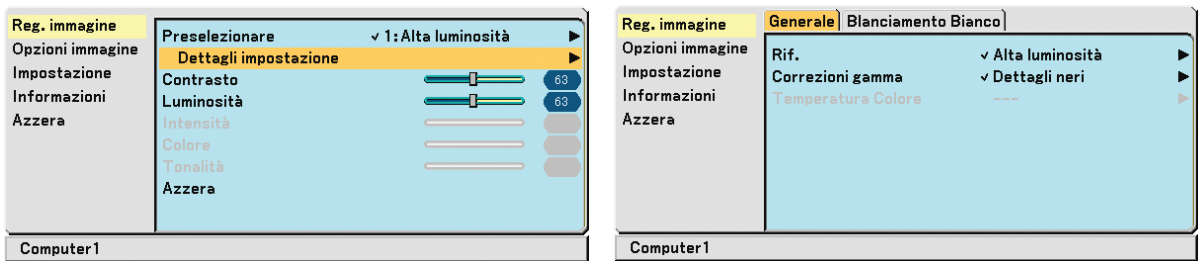 Reg. immagine
Opzioni immagine
Impostazione
Informazioni
Azzera
Preselezionare ✓ 1:Alta luminosità ▶
Dettagli impostazione ▶
Contrasto 63
Luminosità 63
Intensità
Colore
Tonalità
Azzera
Computer1
Reg. immagine
Opzioni immagine
Impostazione
Informazioni
Azzera
Generale Blanciamento Bianco
Rif. ✓ Alta luminosità ▶
Correzioni gamma ✓ Dettagli neri ▶
Temperatura Colore --- ▶
Computer1